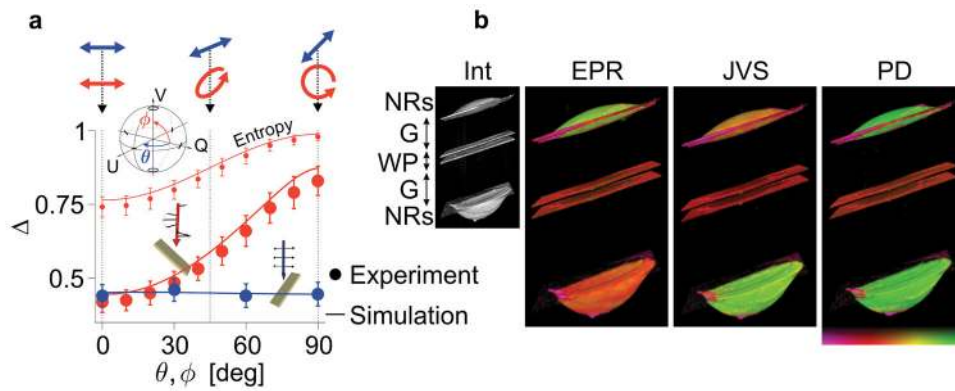 a
V
ϕ
θ
U
Q
Entropy
1
0.75
0.5
Δ
0
30
60
90
θ, ϕ [deg]
Experiment
Simulation
b
Int
EPR
JVS
PD
NRs
G
WP
G
NRs